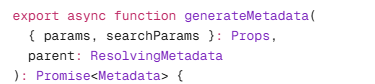 export async function generateMetadata(
  { params, searchParams }: Props,
  parent: ResolvingMetadata
): Promise<Metadata> {